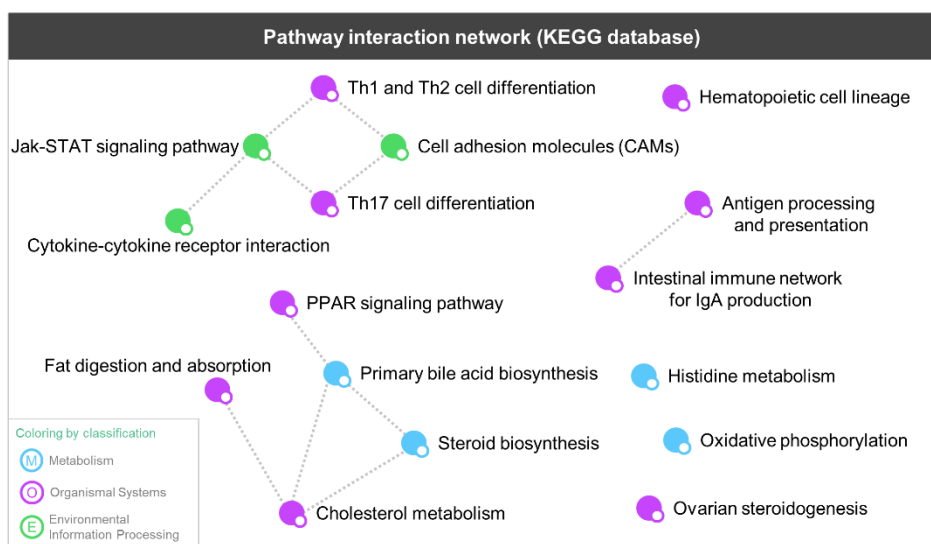 Pathway interaction network (KEGG database)
Th1 and Th2 cell differentiation
Hematopoietic cell lineage
Jak-STAT signaling pathway
Cell adhesion molecules (CAMs)
Th17 cell differentiation
Antigen processing
and presentation
Cytokine-cytokine receptor interaction
Intestinal immune network
for IgA production
PPAR signaling pathway
Fat digestion and absorption
Primary bile acid biosynthesis
Histidine metabolism
Steroid biosynthesis
Oxidative phosphorylation
Cholesterol metabolism
Ovarian steroidogenesis
Coloring by classification
M Metabolism
O Organismal Systems
E Environmental
Information Processing